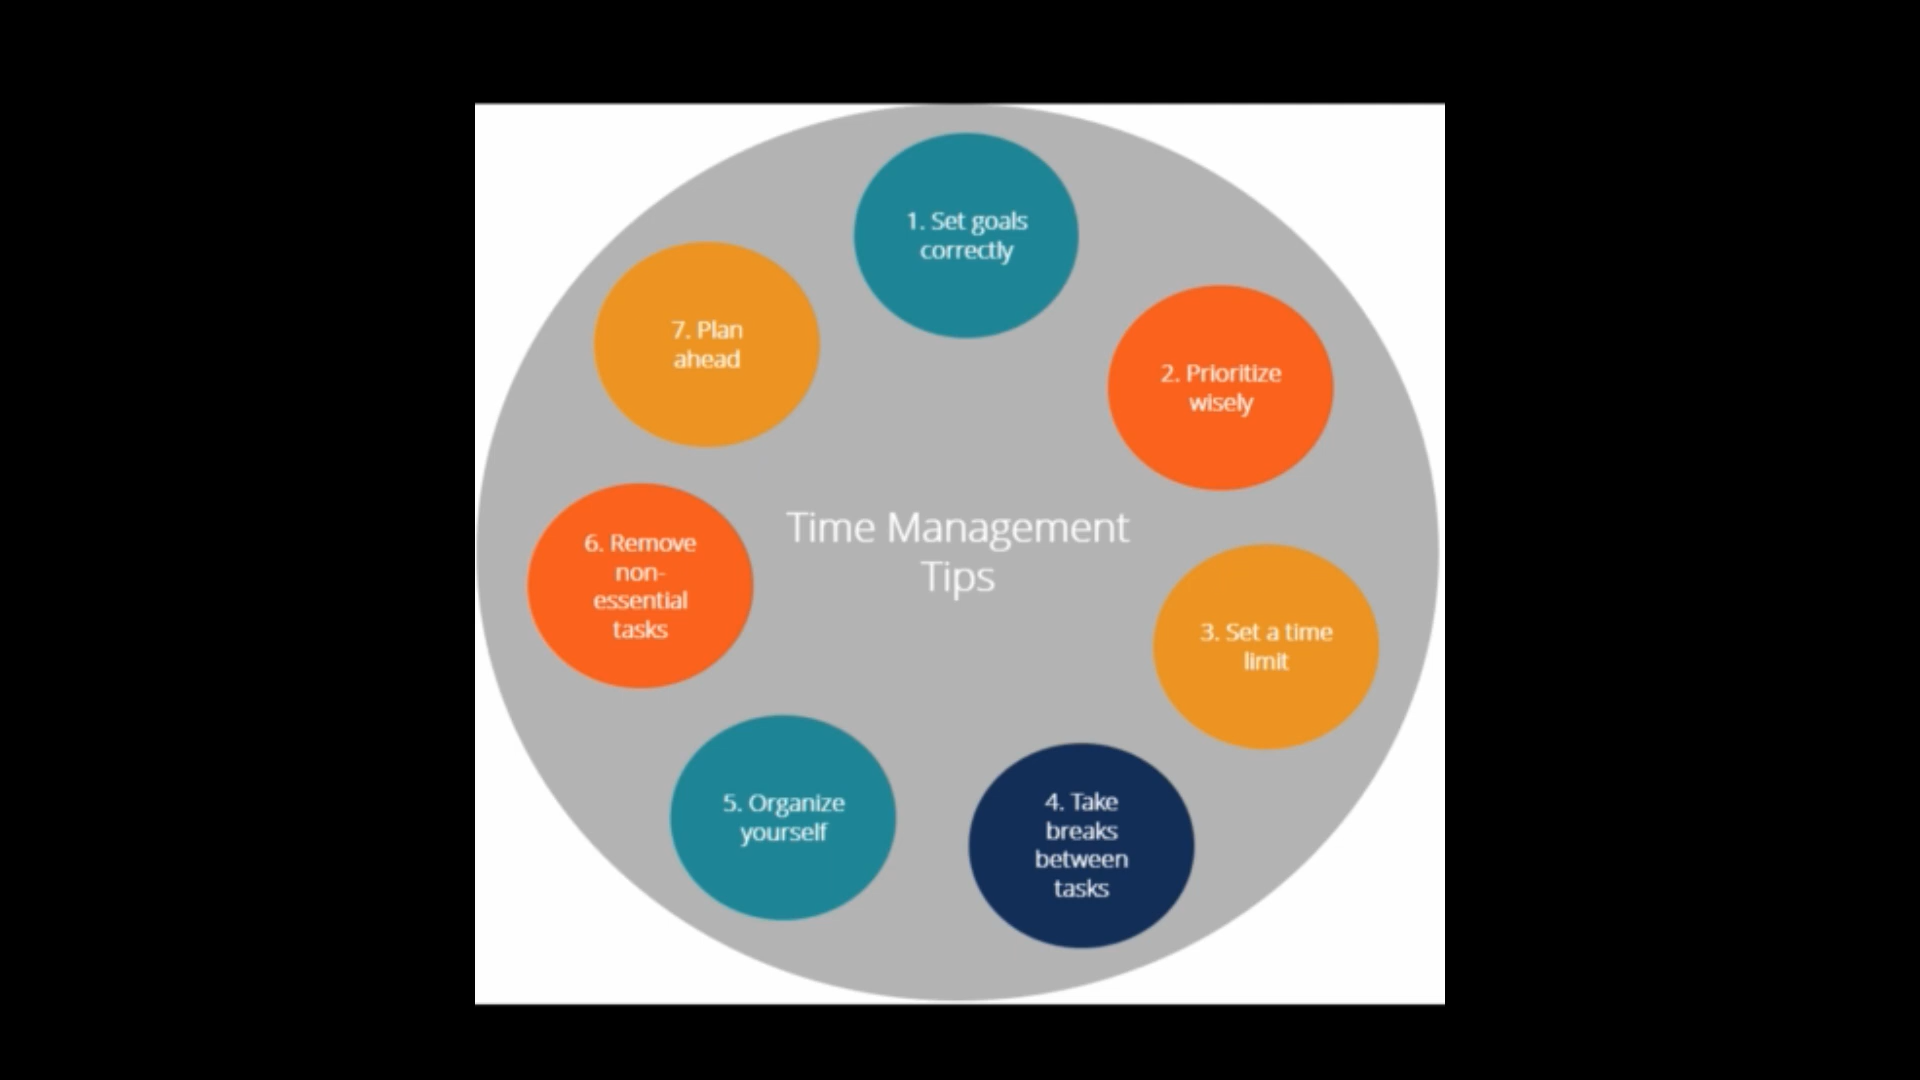 1. Set goals
correctly
2. Prioritize
wisely
3. Set a time
limit
4. Take
breaks
between
tasks
5. Organize
yourself
6. Remove
non-
essential
tasks
7. Plan
ahead
Time Management
Tips